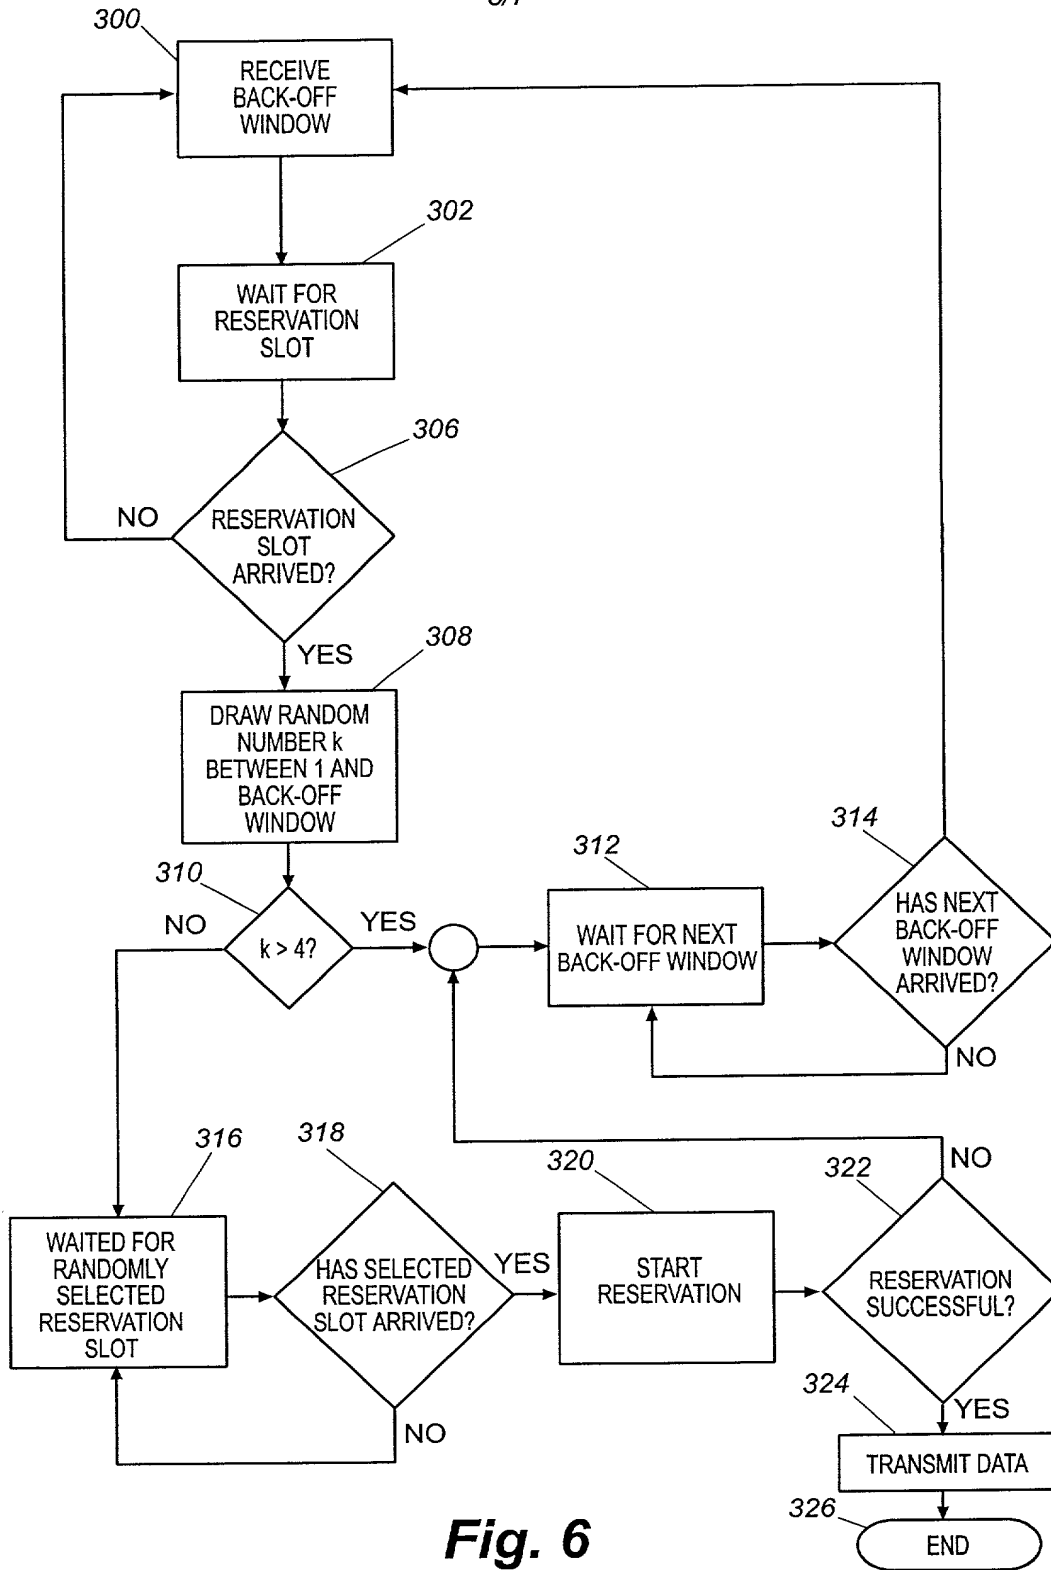 300
RECEIVE
BACK-OFF
WINDOW
302
WAIT FOR
RESERVATION
SLOT
306
NO
RESERVATION
SLOT
ARRIVED?
YES
308
DRAW RANDOM
NUMBER k
BETWEEN 1 AND
BACK-OFF
WINDOW
310
NO
k > 4?
YES
312
WAIT FOR NEXT
BACK-OFF WINDOW
314
HAS NEXT
BACK-OFF
WINDOW
ARRIVED?
NO
316
WAITED FOR
RANDOMLY
SELECTED
RESERVATION
SLOT
318
HAS SELECTED
RESERVATION
SLOT ARRIVED?
YES
NO
320
START
RESERVATION
322
NO
RESERVATION
SUCCESSFUL?
YES
324
TRANSMIT DATA
326
END
Fig. 6